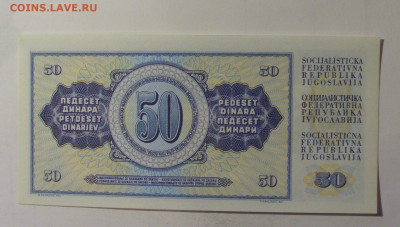 COINS.LAVE.RU
50
50
ПЕДЕСЕТ
ДИНАРА
PETDESET
DINARJEV
50
PEDESET
DINARA
ПЕДЕСЕТ
ДИНАРИ
50
50
SOCIJALISTIČKA
FEDERATIVNA
REPUBLIKA
JUGOSLAVIJA
СОЦИЈАЛИСТИЧКА
ФЕДЕРАТИВНА
РЕПУБЛИКА
ЈУГОСЛАВИЈА
SOCIALISTIČNA
FEDERATIVNA
REPUBLIKA
JUGOSLAVIJA
50